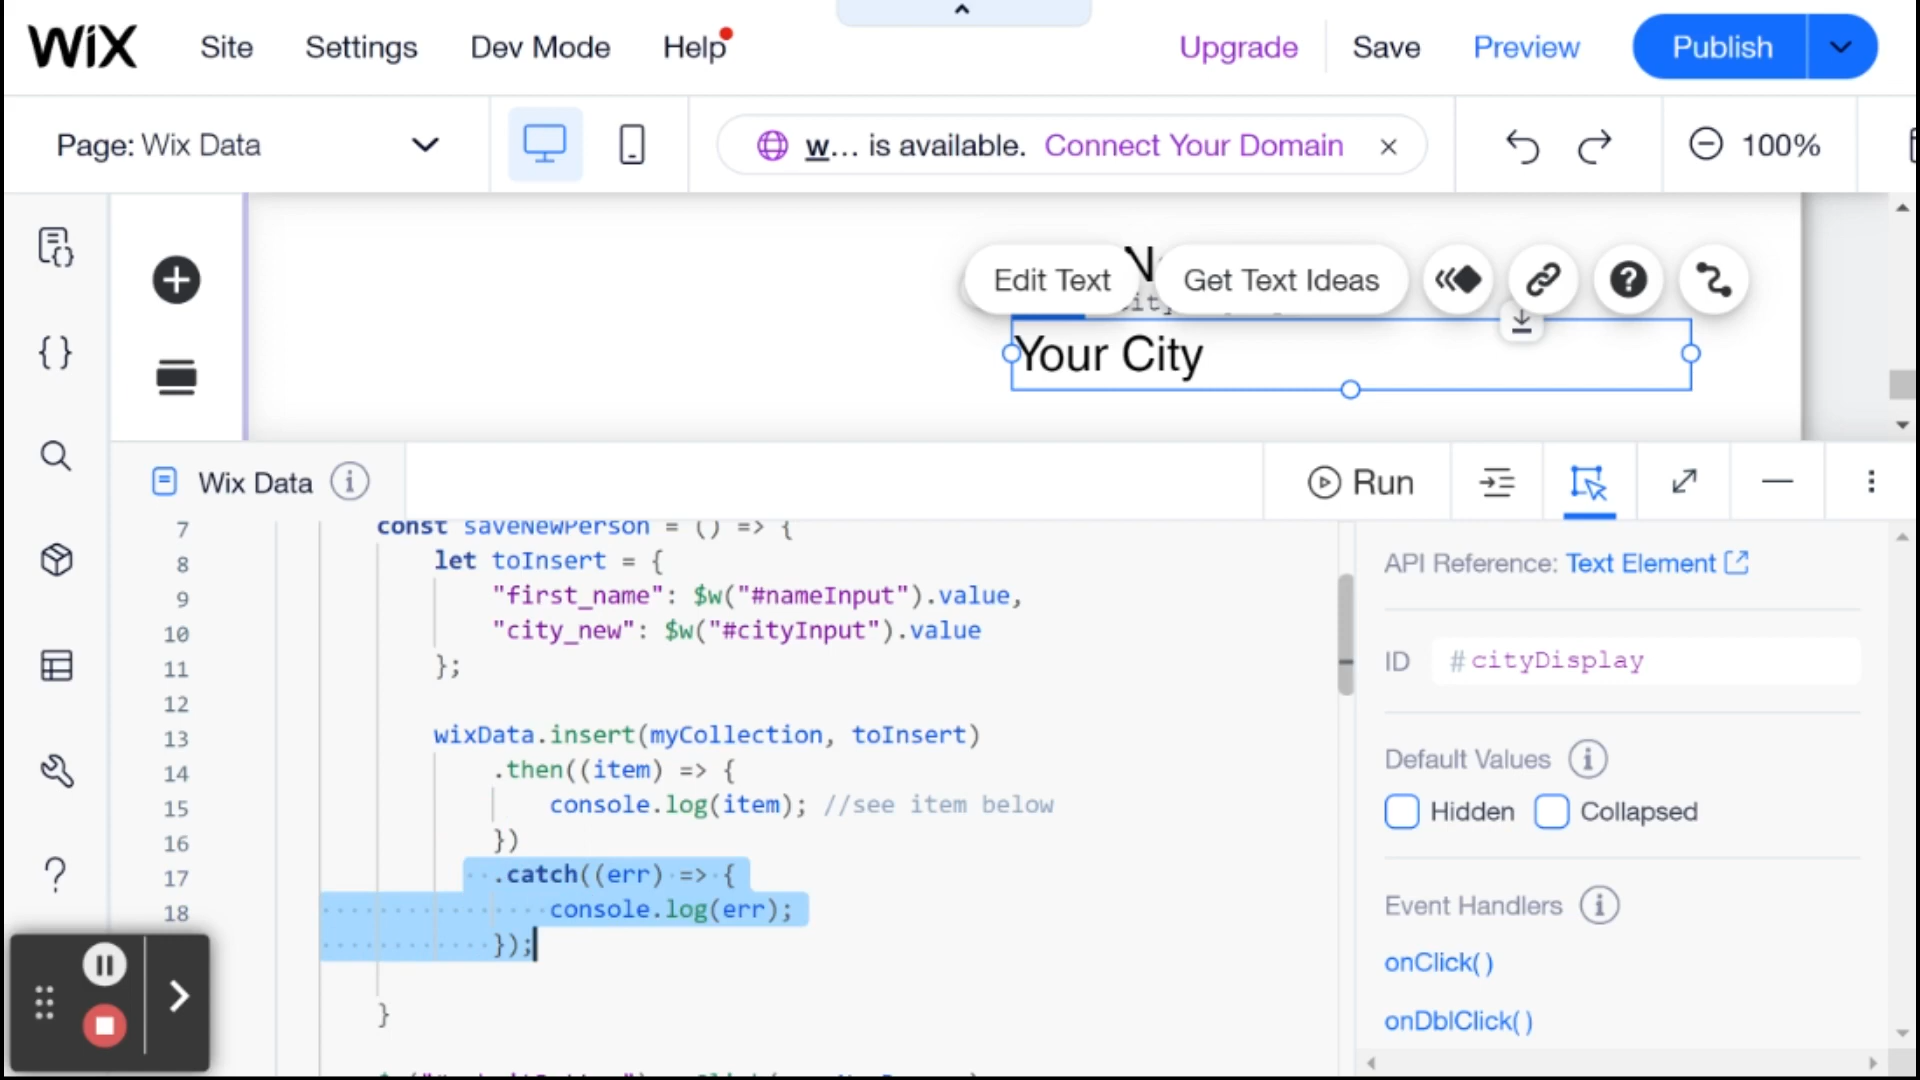 WiX Site Settings Dev Mode Help Upgrade Save Preview Publish
Page: Wix Data w... is available. Connect Your Domain × 100%
Edit Text Get Text Ideas
Your City
Wix Data Run
7 const saveNewPerson = () => {
8 let toInsert = {
9 "first_name": $w("#nameInput").value,
10 "city_new": $w("#cityInput").value
11 };
12
13 wixData.insert(myCollection, toInsert)
14 .then((item) => {
15 console.log(item); //see item below
16 })
17 .catch((err) => {
18 console.log(err);
});
}
API Reference: Text Element
ID #cityDisplay
Default Values
Hidden Collapsed
Event Handlers
onClick()
onDblClick()